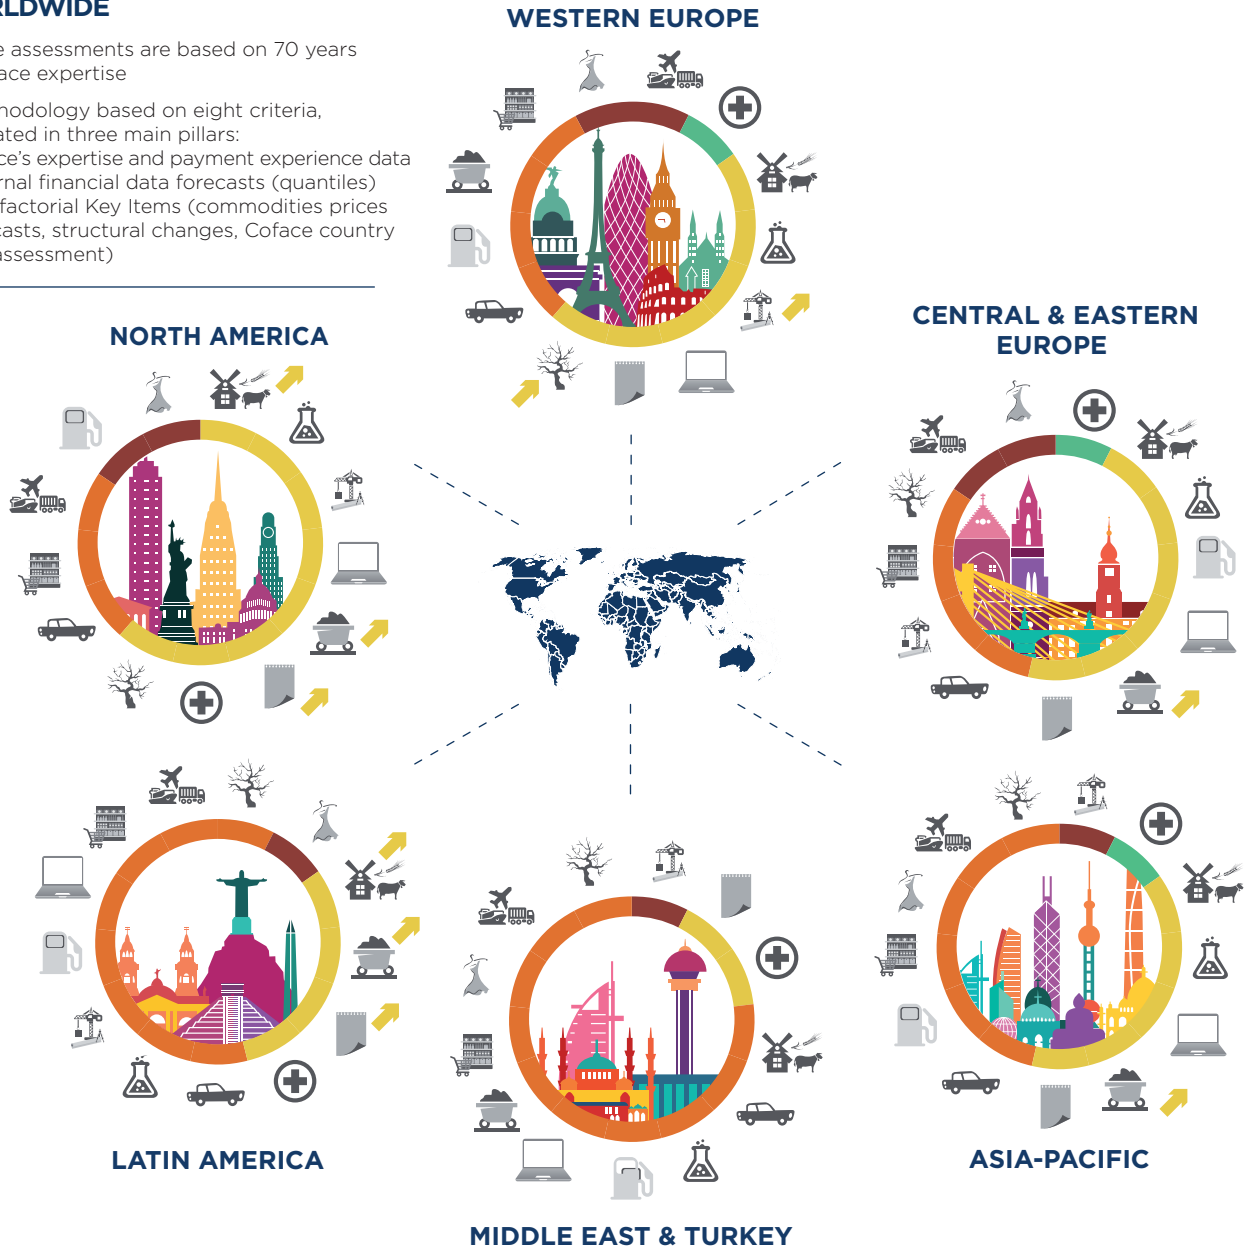 RLDWIDE
e assessments are based on 70 years
ace expertise
hodology based on eight criteria,
ated in three main pillars:
ce's expertise and payment experience data
rnal financial data forecasts (quantiles)
factorial Key Items (commodities prices
casts, structural changes, Coface country
assessment)
WESTERN EUROPE
NORTH AMERICA
CENTRAL & EASTERN
EUROPE
LATIN AMERICA
ASIA-PACIFIC
MIDDLE EAST & TURKEY